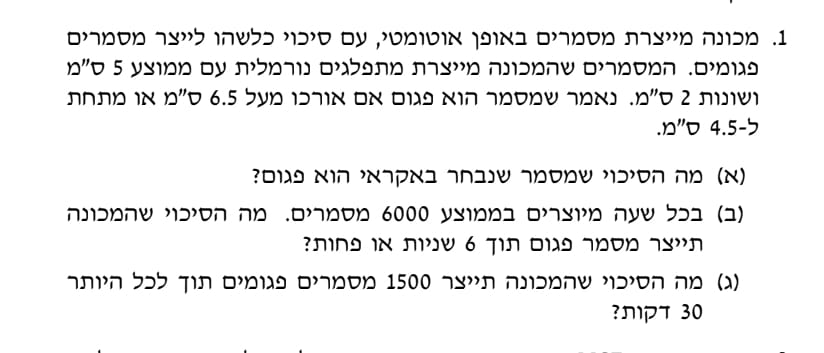 1. מכונה מייצרת מסמרים באופן אוטומטי, עם סיכוי כלשהו לייצר מסמרים
פגומים. המסמרים שהמכונה מייצרת מתפלגים נורמלית עם ממוצע 5 ס"מ
ושונות 2 ס"מ. נאמר שמסמר הוא פגום אם אורכו מעל 6.5 ס"מ או מתחת
ל-4.5 ס"מ.
(א) מה הסיכוי שמסמר שנבחר באקראי הוא פגום?
(ב) בכל שעה מיוצרים בממוצע 6000 מסמרים. מה הסיכוי שהמכונה
תייצר מסמר פגום תוך 6 שניות או פחות?
(ג) מה הסיכוי שהמכונה תייצר 1500 מסמרים פגומים תוך לכל היותר
30 דקות?